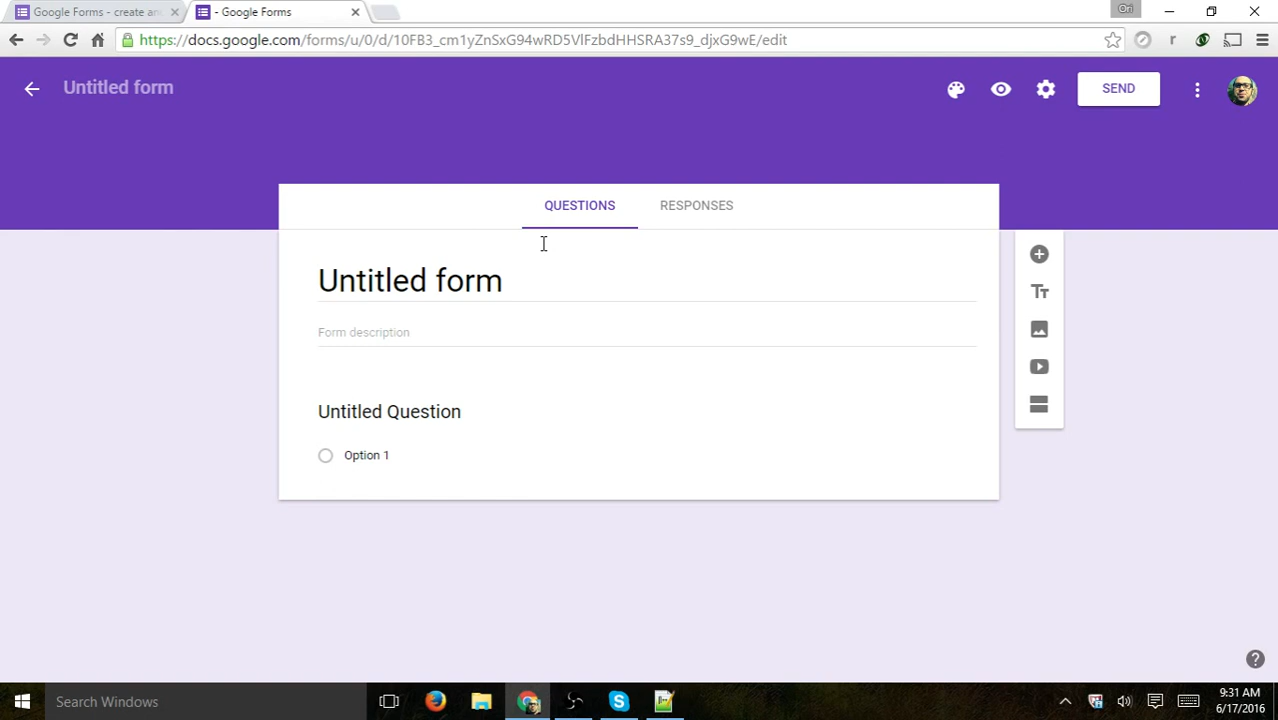 Google Forms - create an
- Google Forms
Ori
https://docs.google.com/forms/u/0/d/10FB3_cm1yZnSxG94wRD5VlFzbdHHSRA37s9_djxG9wE/edit
Untitled form
SEND
QUESTIONS
RESPONSES
Untitled form
Form description
Untitled Question
Option 1
Search Windows
9:31 AM
6/17/2016